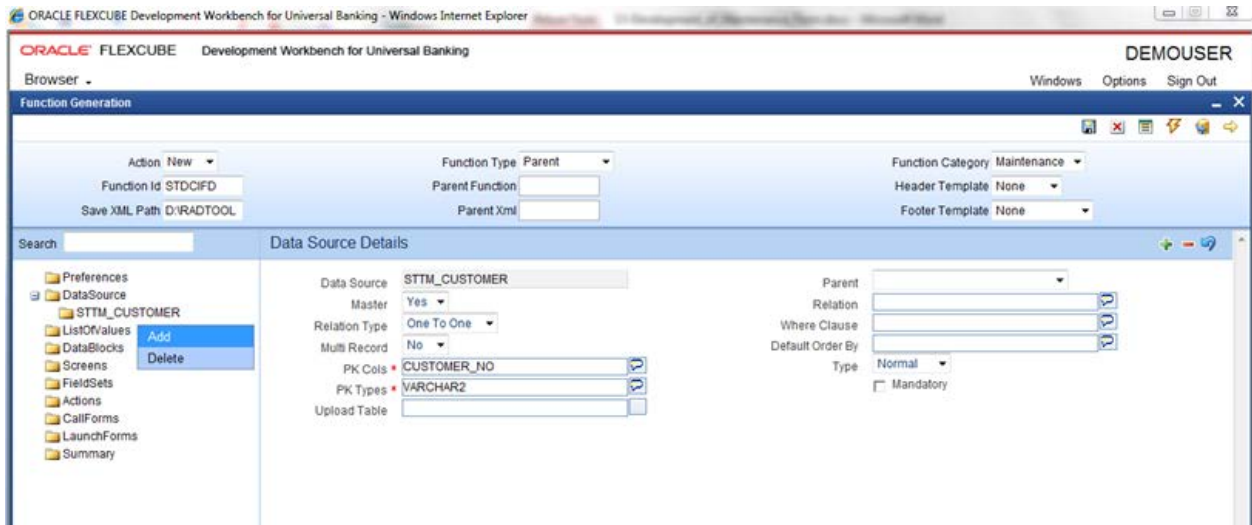 ORACLE FLEXCUBE Development Workbench for Universal Banking - Windows Internet Explorer
ORACLE FLEXCUBE Development Workbench for Universal Banking DEMOUSER
Browser Windows Options Sign Out
Function Generation
Action New Function Type Parent Function Category Maintenance
Function Id STDCIFD Parent Function Header Template None
Save XML Path D:\RADTOOL Parent Xml Footer Template None
Search
Preferences
DataSource
STTM_CUSTOMER
ListOfValues
DataBlocks
Screens
FieldSets
Actions
CallForms
LaunchForms
Summary
Add
Delete
Data Source Details
Data Source STTM_CUSTOMER Parent
Master Yes Relation
Relation Type One To One Where Clause
Multi Record No Default Order By
PK Cols * CUSTOMER_NO Type Normal
PK Types * VARCHAR2 Mandatory
Upload Table